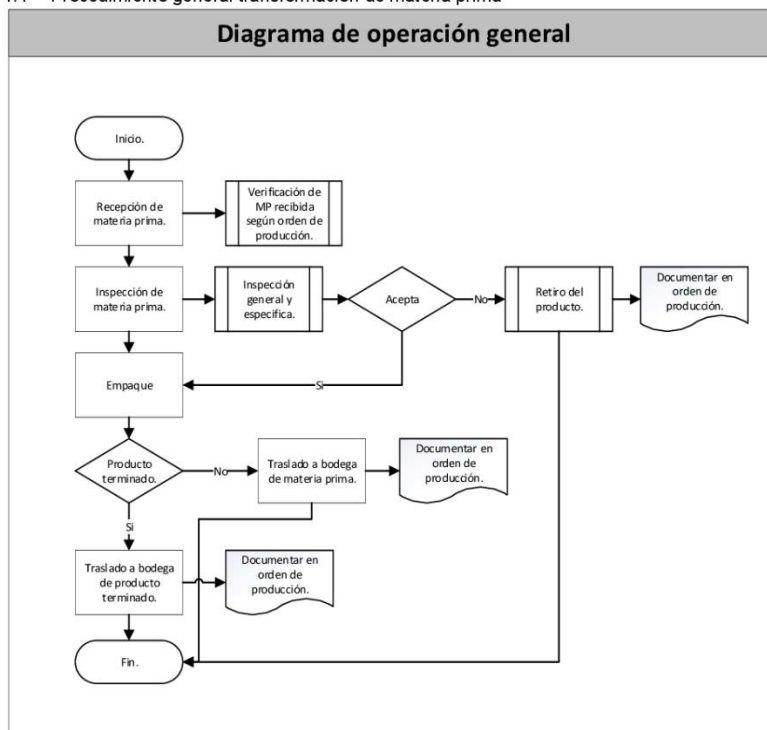 Procedimiento general transformación de materia prima
Diagrama de operación general
Inicio.
Recepción de
materia prima.
Verificación de
MP recibida
según orden de
producción.
Inspección de
materia prima.
Inspección
general y
especifica.
Acepta
No
Retiro del
producto.
Documentar en
orden de
producción.
Si
Empaque
Producto
terminado.
No
Traslado a bodega
de materia prima.
Documentar en
orden de
producción.
Si
Traslado a bodega
de producto
terminado.
Documentar en
orden de
producción.
Fin.